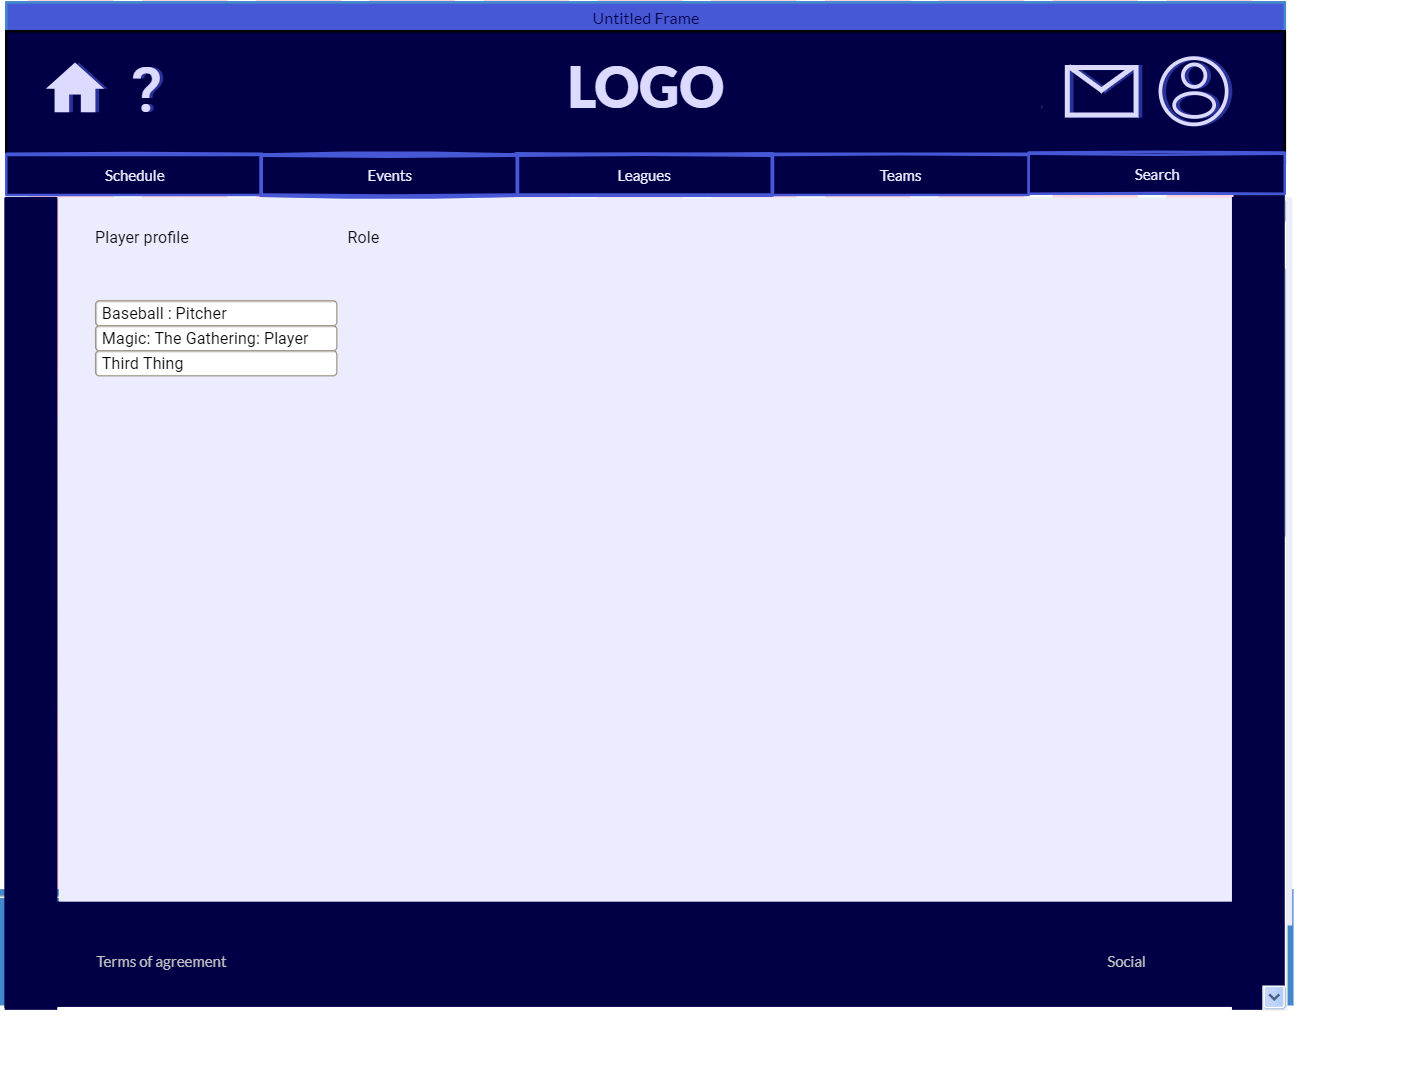 Untitled Frame
?
LOGO
Schedule
Events
Leagues
Teams
Search
Player profile
Role
Baseball : Pitcher
Magic: The Gathering: Player
Third Thing
Terms of agreement
Social